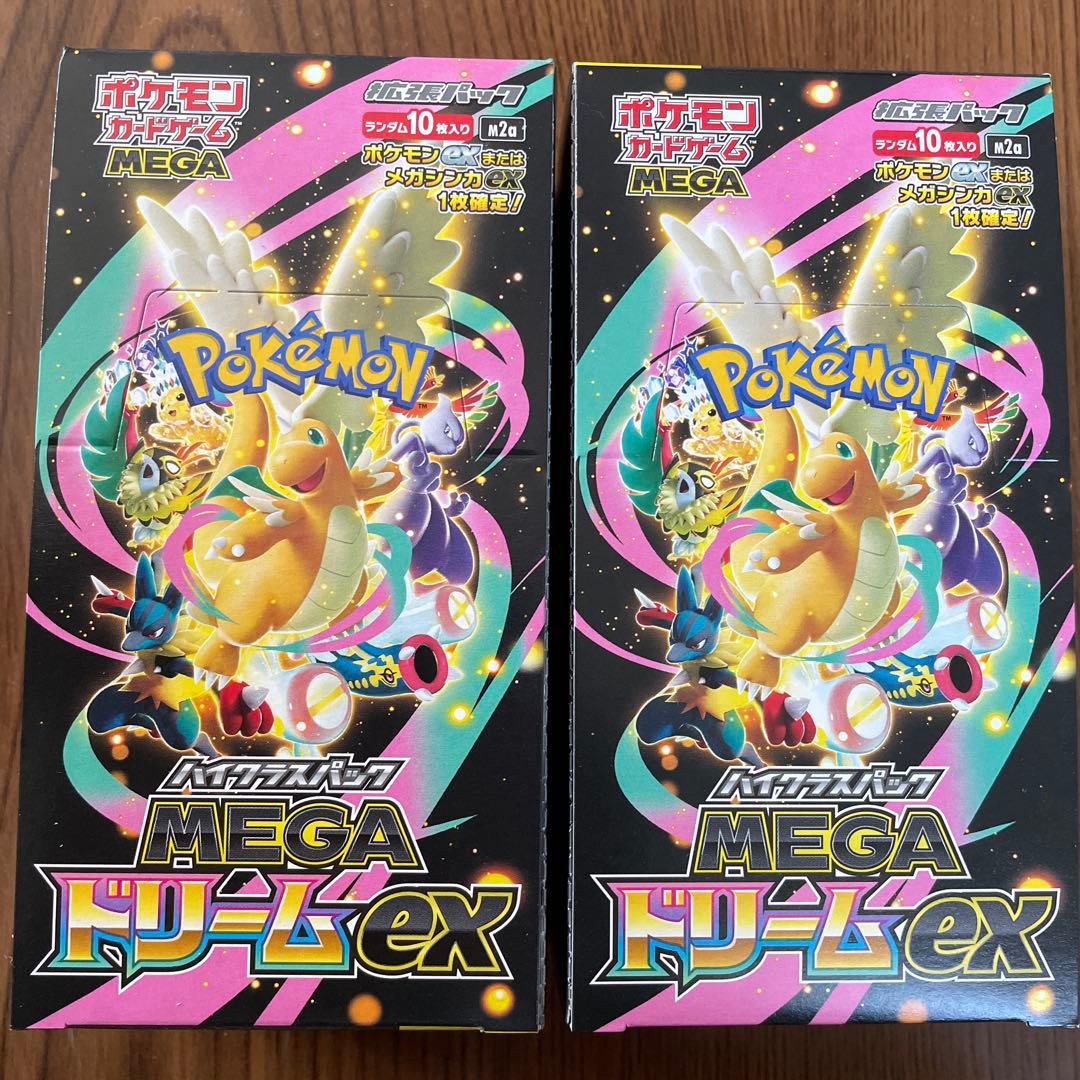 ポケモン
カードゲーム™
MEGA
拡張パック
ランダム10枚入り m2a
ポケモンexまたは
メガシンカex
1枚確定!
POKéMON™
ハイクラスパック
MEGA
ドリームex
ポケモン
カードゲーム™
MEGA
拡張パック
ランダム10枚入り m2a
ポケモンexまたは
メガシンカex
1枚確定!
POKéMON™
ハイクラスパック
MEGA
ドリームex